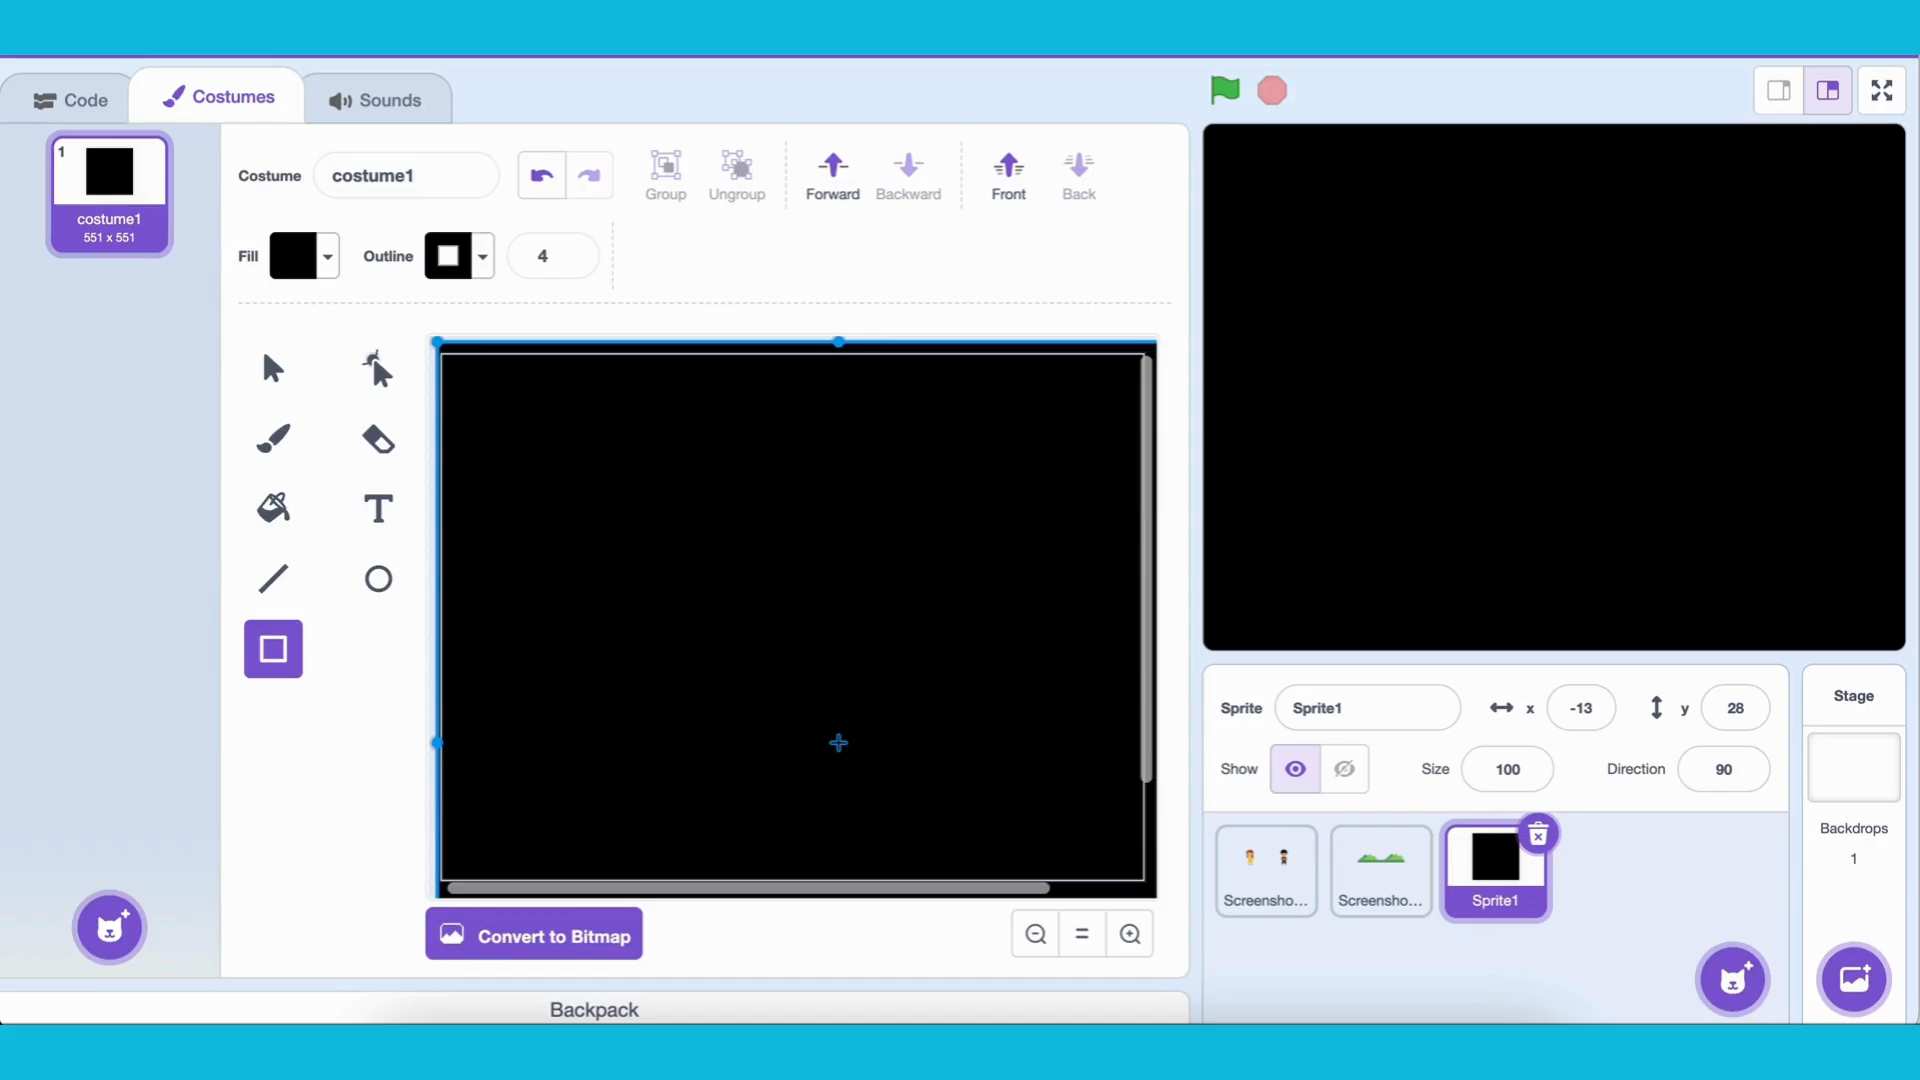 Code
Costumes
Sounds
1
costume1
551 x 551
Costume
costume1
Group
Ungroup
Forward
Backward
Front
Back
Fill
Outline
4
Convert to Bitmap
Backpack
Sprite
Sprite1
x
-13
y
28
Show
Size
100
Direction
90
Screensho...
Screensho...
Sprite1
Stage
Backdrops
1